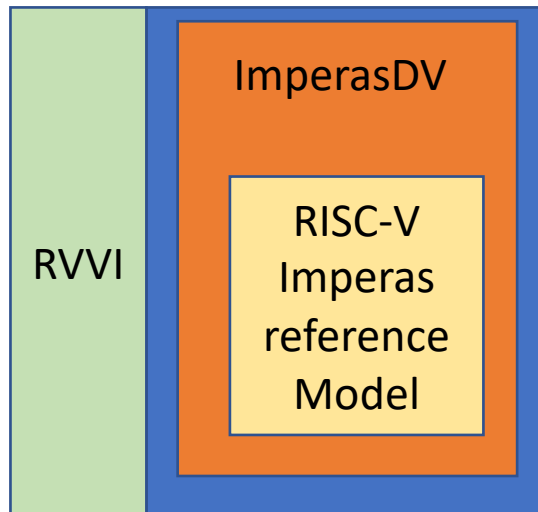 ImperasDV
RVVI
RISC-V
Imperas
reference
Model